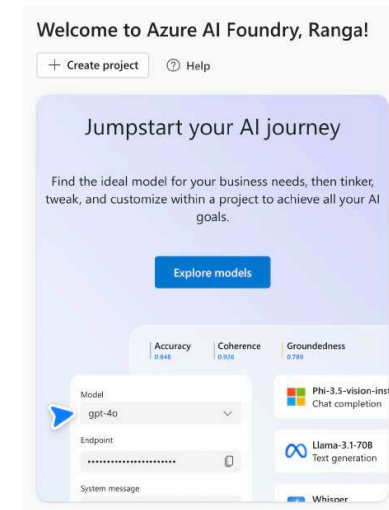 Welcome to Azure AI Foundry, Ranga!
+ Create project
? Help
Jumpstart your AI journey
Find the ideal model for your business needs, then tinker,
tweak, and customize within a project to achieve all your AI
goals.
Explore models
Accuracy Coherence Groundedness
0.846 0.926 0.789
Model
gpt-4o
Endpoint
System message
Phi-3.5-vision-inst
Chat completion
Llama-3.1-70B
Text generation
Whisper